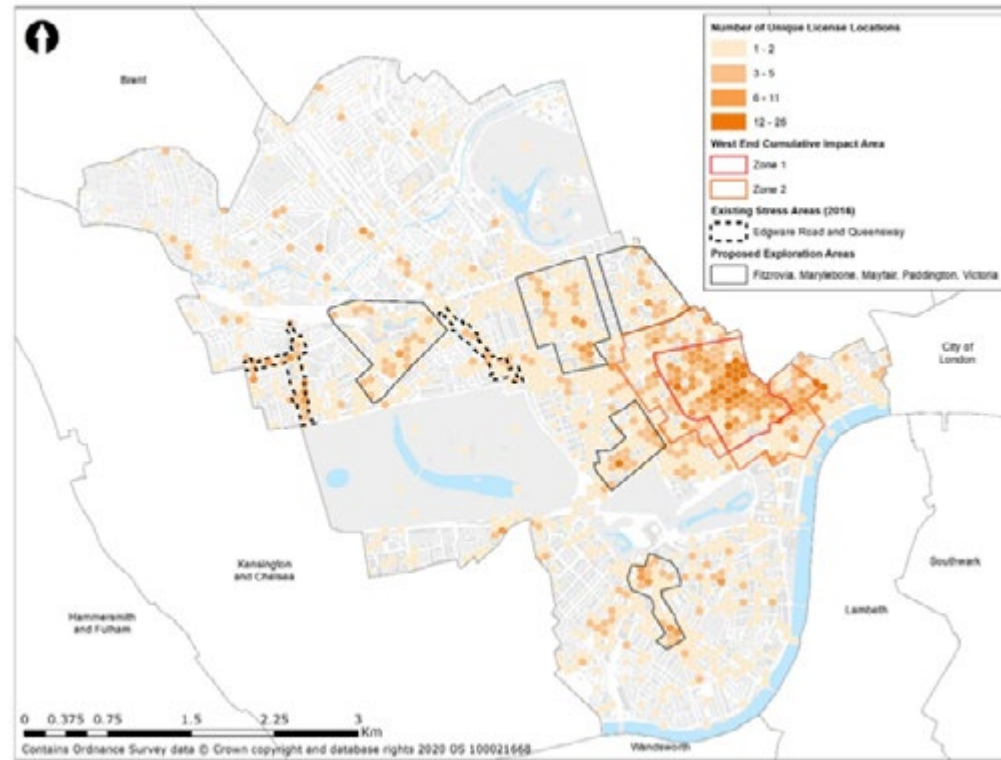 Number of Unique License Locations
1 - 2
3 - 5
6 - 11
12 - 26
West End Cumulative Impact Area
Zone 1
Zone 2
Existing Stress Areas (2016)
Edgware Road and Queensway
Proposed Exploration Areas
Fitzrovia, Marylebone, Mayfair, Paddington, Victoria
Brent
City of
London
Kensington
and Chelsea
Southwark
Hammersmith
and Fulham
Lambeth
0 0.375 0.75 1.5 2.25 3
Km
Contains Ordnance Survey data © Crown copyright and database rights 2020 OS 100021668
Wandsworth